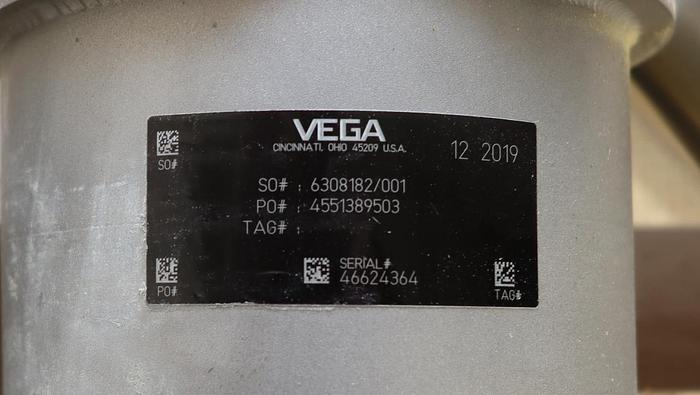 VEGA
CINCINNATI, OHIO 45209 U.S.A.
12 2019
SO#
SO# : 6308182/001
PO# : 4551389503
TAG# :
PO#
SERIAL#
46624364
TAG#